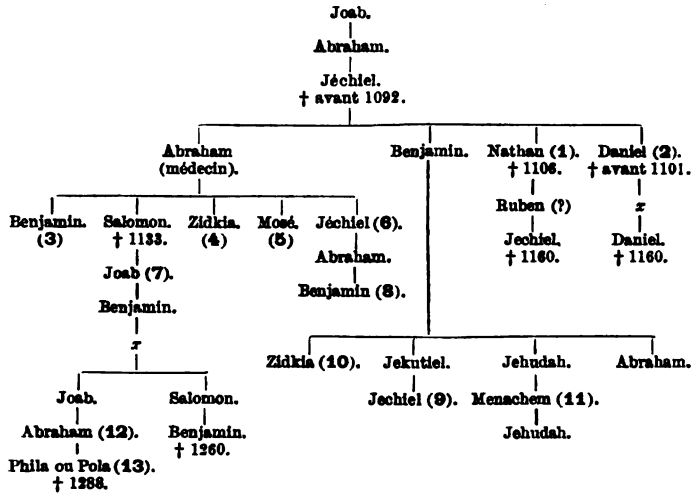 Joab.
Abraham.
Jéchiel.
† avant 1092.
Abraham Benjamin. Nathan (1). Daniel (2).
(médecin). † 1106. † avant 1101.
Ruben (?) x
Benjamin. Salomon. Zidkia. Mosé. Jéchiel (6).
(3) † 1133. (4) (5)
Jechiel. Daniel.
† 1160. † 1160.
Abraham.
Joab (7).
Benjamin (8).
Benjamin.
x
Zidkia (10). Jekutiel. Jehudah. Abraham.
Joab. Salomon. Jechiel (9). Menachem (11).
Abraham (12). Benjamin. Jehudah.
† 1260.
Phila ou Pola (13).
† 1288.